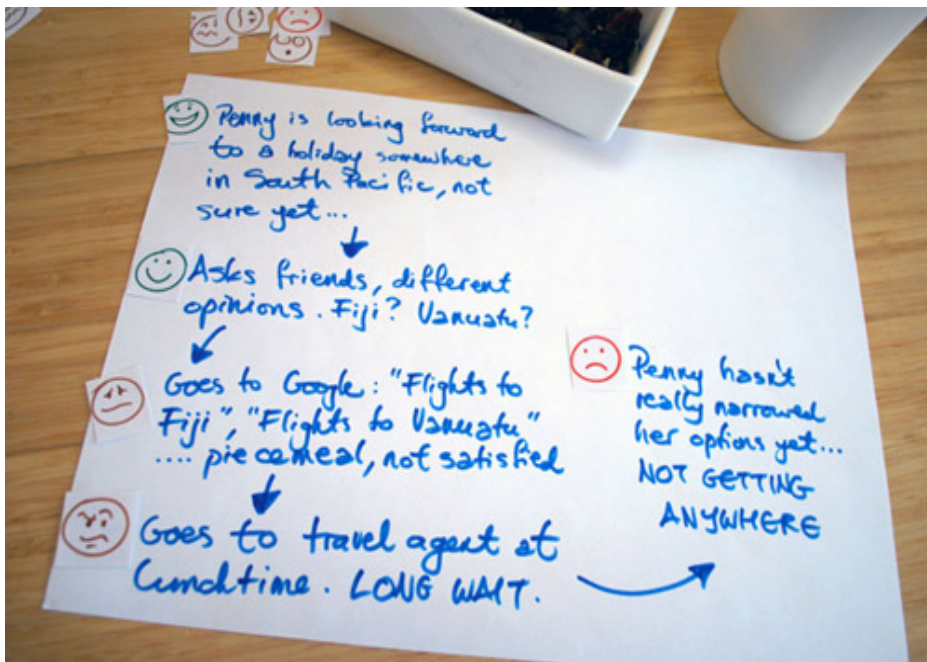 Penny is looking forward
to a holiday somewhere
in South Pacific, not
sure yet...
Asks friends, different
opinions. Fiji? Vanuatu?
Goes to Google: "Flights to
Fiji", "Flights to Vanuatu"
.... piecemeal, not satisfied
Goes to travel agent at
lunchtime. LONG WAIT.
Penny hasn't
really narrowed
her options yet...
NOT GETTING
ANYWHERE